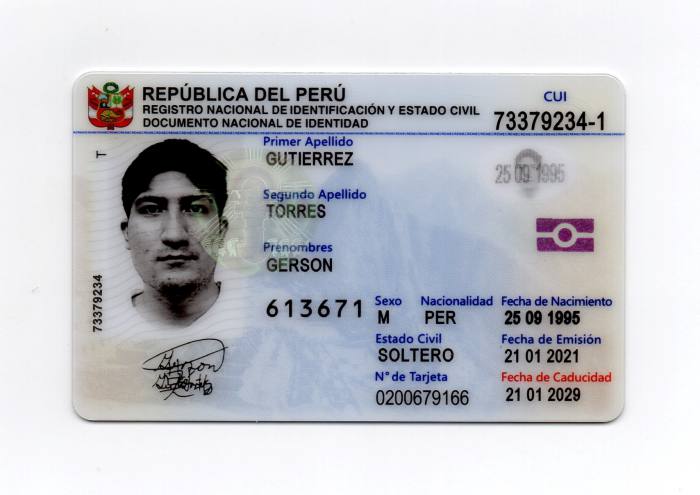 REPÚBLICA DEL PERÚ
REGISTRO NACIONAL DE IDENTIFICACIÓN Y ESTADO CIVIL
DOCUMENTO NACIONAL DE IDENTIDAD
CUI
73379234-1
T
Primer Apellido
GUTIERREZ
25 09 1995
Segundo Apellido
TORRES
Prenombres
GERSON
73379234
613671
Sexo Nacionalidad Fecha de Nacimiento
M PER 25 09 1995
Estado Civil Fecha de Emisión
SOLTERO 21 01 2021
N° de Tarjeta Fecha de Caducidad
0200679166 21 01 2029
Gerson